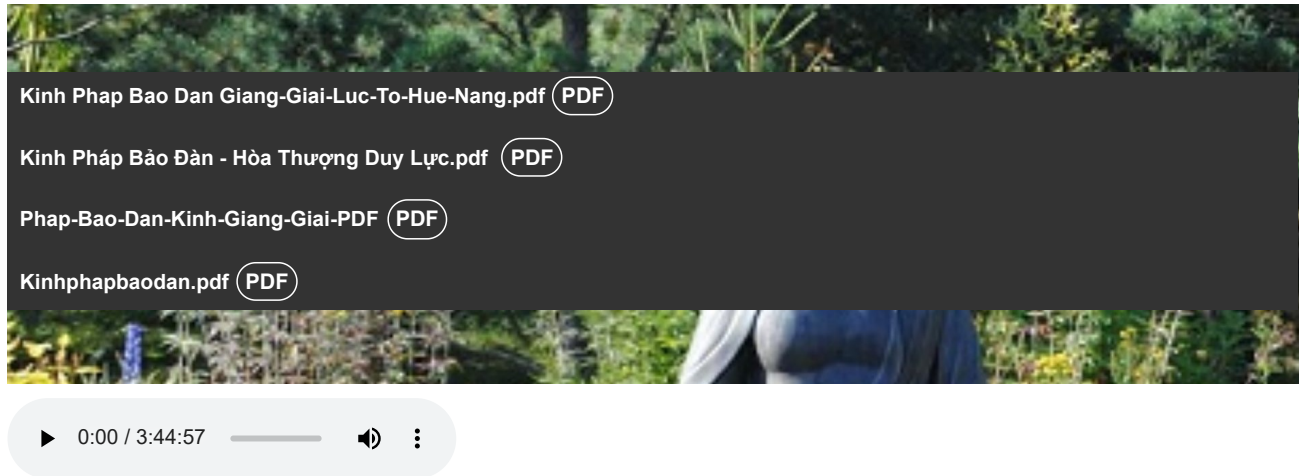 Kinh Phap Bao Dan Giang-Giai-Luc-To-Hue-Nang.pdf PDF
Kinh Pháp Bảo Đàn - Hòa Thượng Duy Lực.pdf PDF
Phap-Bao-Dan-Kinh-Giang-Giai-PDF PDF
Kinhphapbaodan.pdf PDF
0:00 / 3:44:57